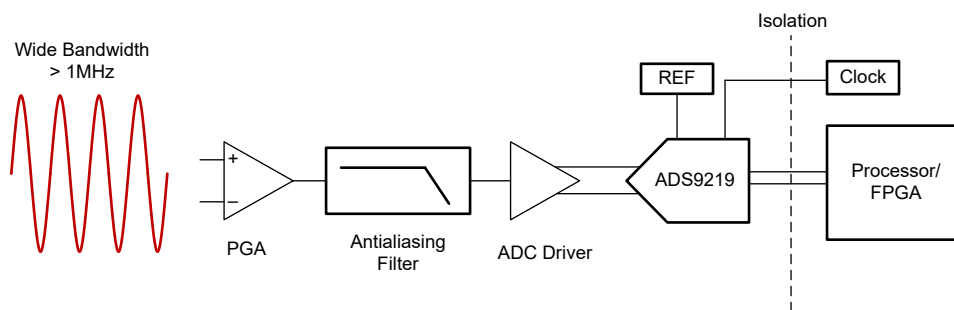 Wide Bandwidth
> 1MHz
+
−
PGA
Antialiasing
Filter
ADC Driver
REF
ADS9219
Isolation
Clock
Processor/
FPGA